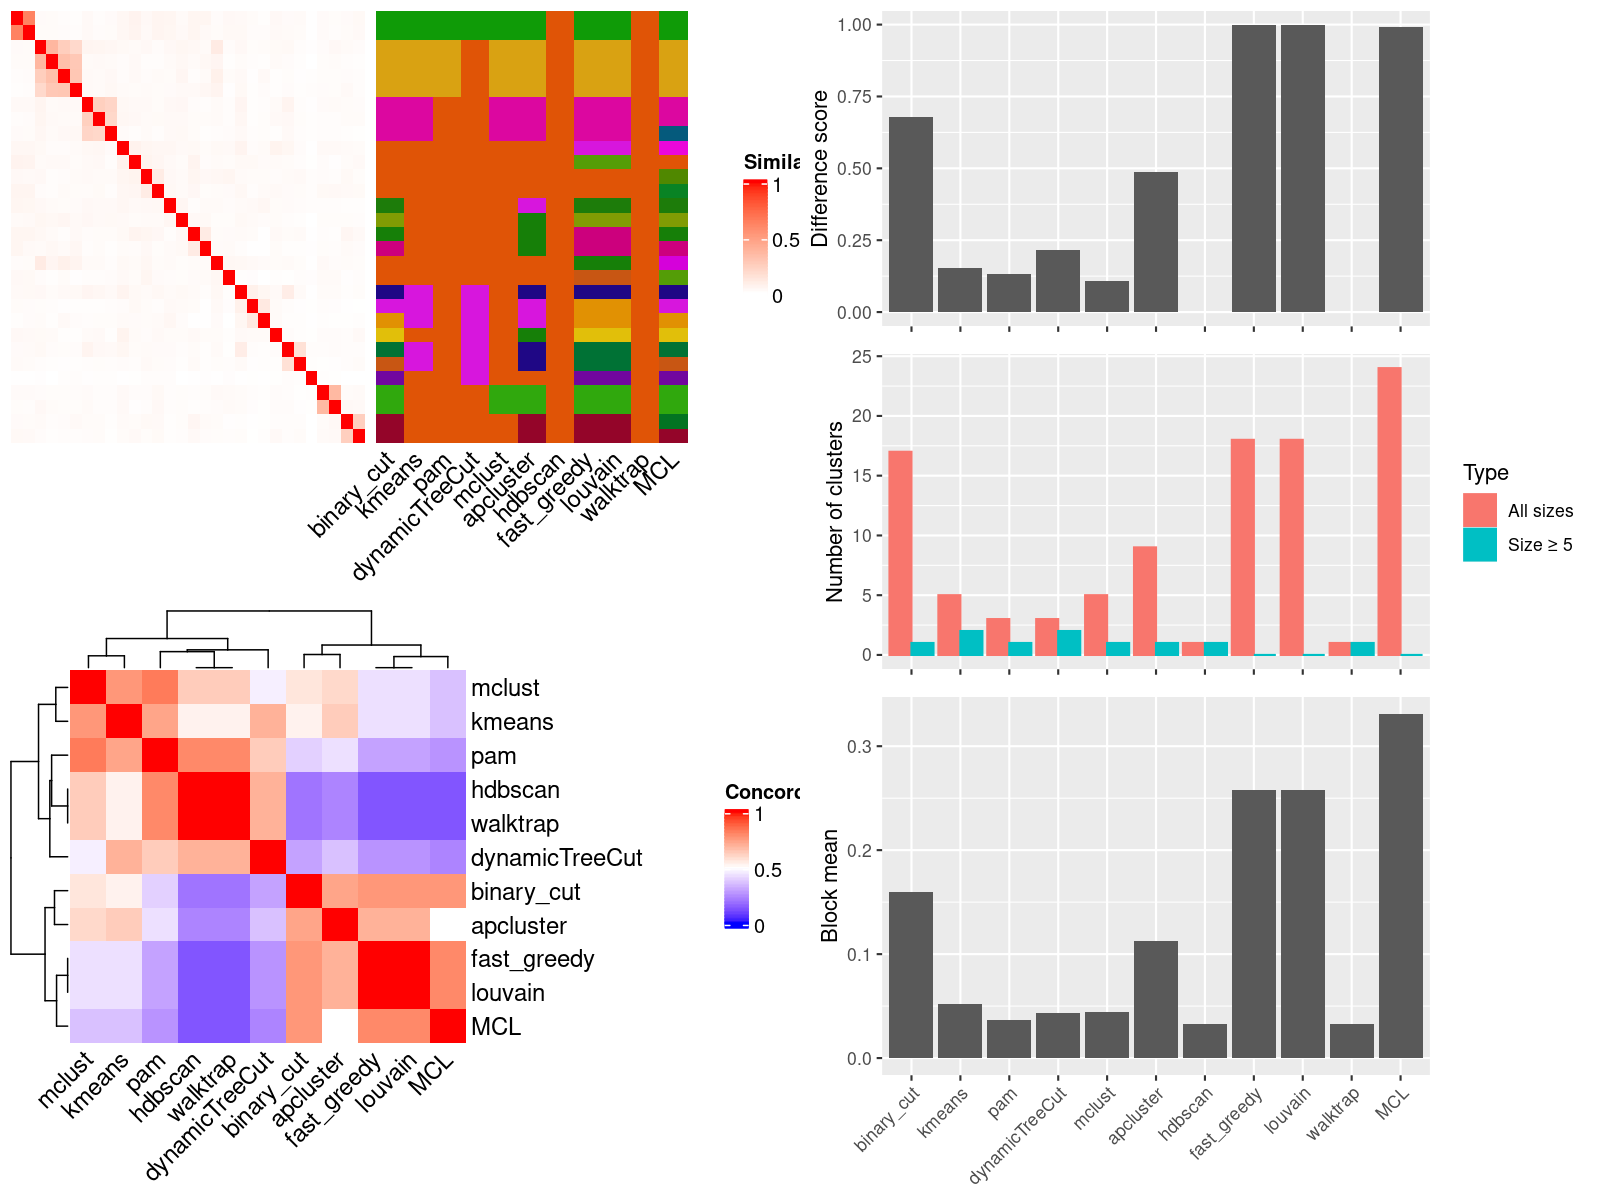 Simila
1
0.5
0
binary_cut
kmeans
pam
dynamicTreeCut
mclust
apcluster
hdbscan
fast_greedy
louvain
walktrap
MCL
mclust
kmeans
pam
hdbscan
walktrap
dynamicTreeCut
binary_cut
apcluster
fast_greedy
louvain
MCL
mclust
kmeans
pam
hdbscan
walktrap
dynamicTreeCut
binary_cut
apcluster
fast_greedy
louvain
MCL
Concord
1
0.5
0
Difference score
1.00
0.75
0.50
0.25
0.00
Number of clusters
25
20
15
10
5
0
Type
All sizes
Size ≥ 5
Block mean
0.3
0.2
0.1
0.0
binary_cut
kmeans
pam
dynamicTreeCut
mclust
apcluster
hdbscan
fast_greedy
louvain
walktrap
MCL